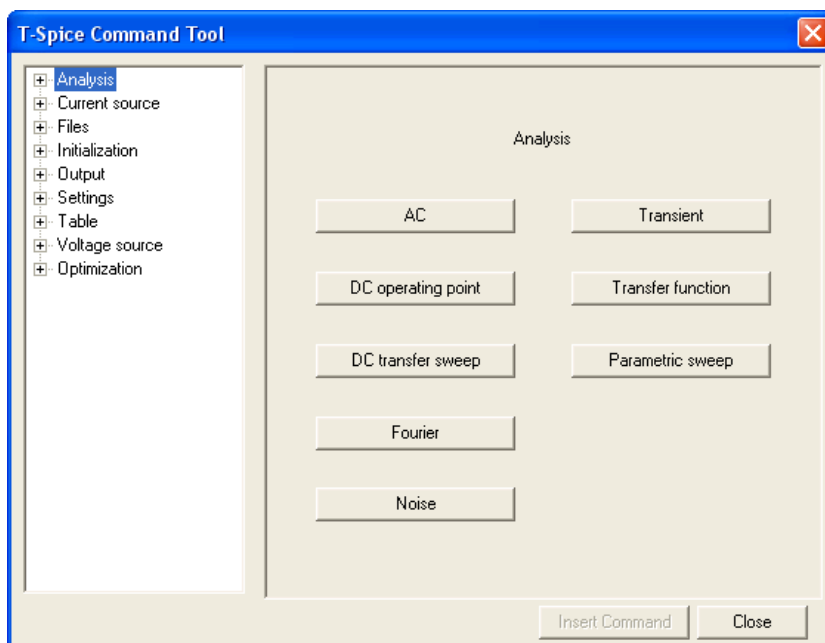 T-Spice Command Tool
Analysis
Current source
Files
Initialization
Output
Settings
Table
Voltage source
Optimization
Analysis
AC
Transient
DC operating point
Transfer function
DC transfer sweep
Parametric sweep
Fourier
Noise
Insert Command
Close